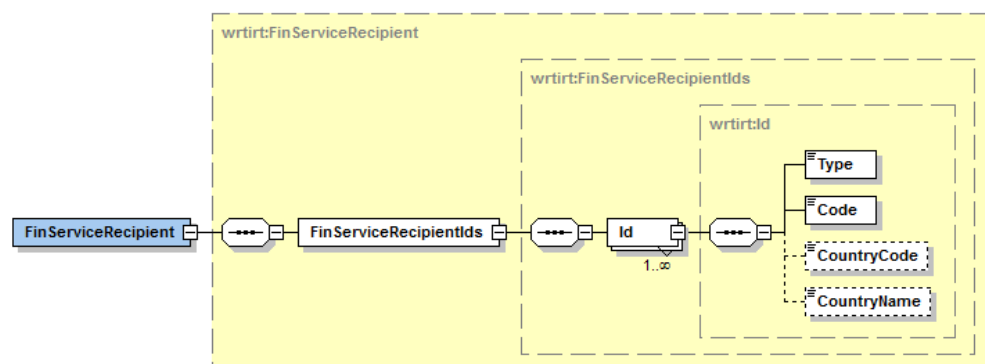 wrtirt:FinServiceRecipient
wrtirt:FinServiceRecipientIds
wrtirt:Id
Type
Code
FinServiceRecipient
FinServiceRecipientIds
Id
1..∞
CountryCode
CountryName